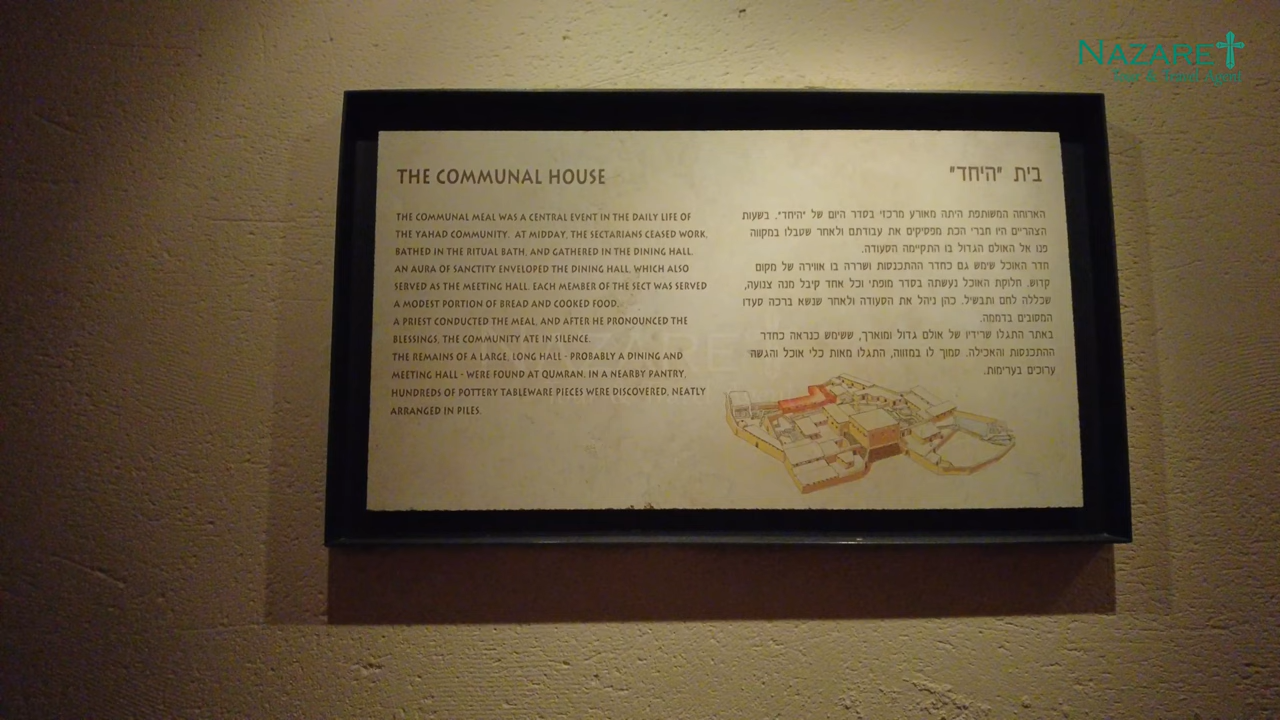 NAZARET
Tour & Travel Agent
THE COMMUNAL HOUSE
THE COMMUNAL MEAL WAS A CENTRAL EVENT IN THE DAILY LIFE OF
THE YAHAD COMMUNITY. AT MIDDAY, THE SECTARIANS CEASED WORK,
BATHED IN THE RITUAL BATH, AND GATHERED IN THE DINING HALL.
AN AURA OF SANCTITY ENVELOPED THE DINING HALL, WHICH ALSO
SERVED AS THE MEETING HALL. EACH MEMBER OF THE SECT WAS SERVED
A MODEST PORTION OF BREAD AND COOKED FOOD.
A PRIEST CONDUCTED THE MEAL, AND AFTER HE PRONOUNCED THE
BLESSINGS, THE COMMUNITY ATE IN SILENCE.
THE REMAINS OF A LARGE, LONG HALL - PROBABLY A DINING AND
MEETING HALL - WERE FOUND AT QUMRAN. IN A NEARBY PANTRY,
HUNDREDS OF POTTERY TABLEWARE PIECES WERE DISCOVERED, NEATLY
ARRANGED IN PILES.
בית "היחד"
הארוחה המשותפת היתה מאורע מרכזי בסדר היום של "היחד". בשעות
הצהריים היו חברי הכת מפסיקים את עבודתם ולאחר שטבלו במקווה
פנו אל האולם הגדול בו התקיימה הסעודה.
חדר האוכל שימש גם כחדר ההתכנסות ושררה בו אווירה של מקום
קדוש. חלוקת האוכל נעשתה בסדר מופתי וכל אחד קיבל מנה צנועה,
שכללה לחם ותבשיל. כהן ניהל את הסעודה ולאחר שנשא ברכה סעדו
המסובים בדממה.
באתר התגלו שרידיו של אולם גדול ומוארך, ששימש כנראה כחדר
ההתכנסות והאכילה. סמוך לו במזווה, התגלו מאות כלי אוכל והגשה
ערוכים בערימות.